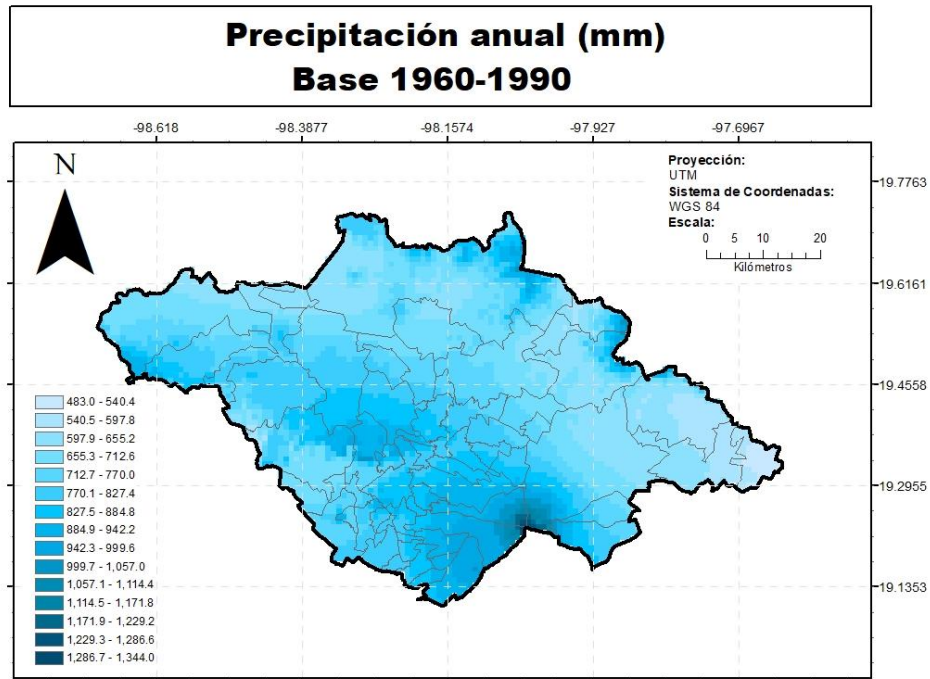 Precipitación anual (mm)
Base 1960-1990
-98.618 -98.3877 -98.1574 -97.927 -97.6967
N
Proyección:
UTM
Sistema de Coordenadas:
WGS 84
Escala:
0 5 10 20
Kilómetros
19.7763
19.6161
19.4558
19.2955
19.1353
483.0 - 540.4
540.5 - 597.8
597.9 - 655.2
655.3 - 712.6
712.7 - 770.0
770.1 - 827.4
827.5 - 884.8
884.9 - 942.2
942.3 - 999.6
999.7 - 1,057.0
1,057.1 - 1,114.4
1,114.5 - 1,171.8
1,171.9 - 1,229.2
1,229.3 - 1,286.6
1,286.7 - 1,344.0